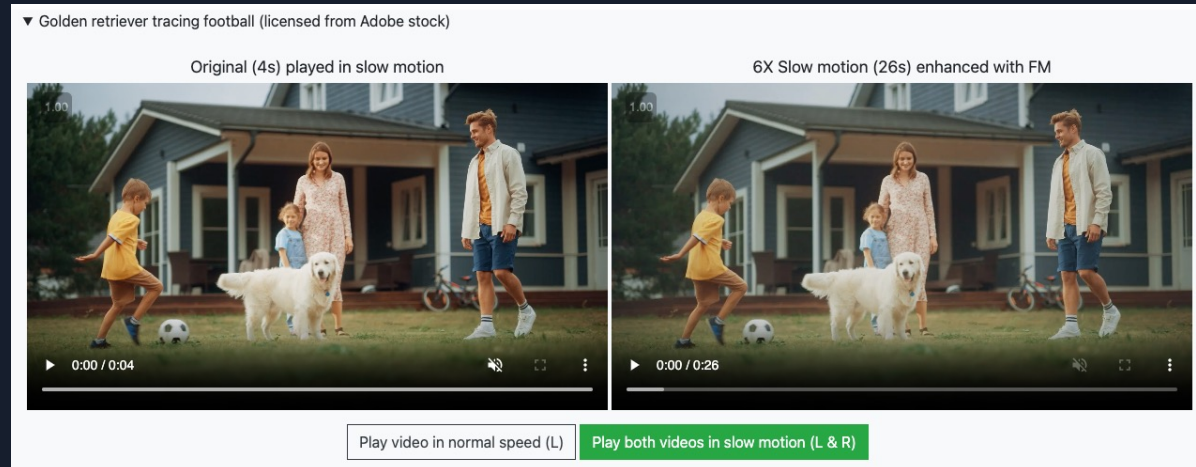 ▼ Golden retriever tracing football (licensed from Adobe stock)
Original (4s) played in slow motion
6X Slow motion (26s) enhanced with FM
1.00
1.00
0:00 / 0:04
0:00 / 0:26
Play video in normal speed (L)
Play both videos in slow motion (L & R)